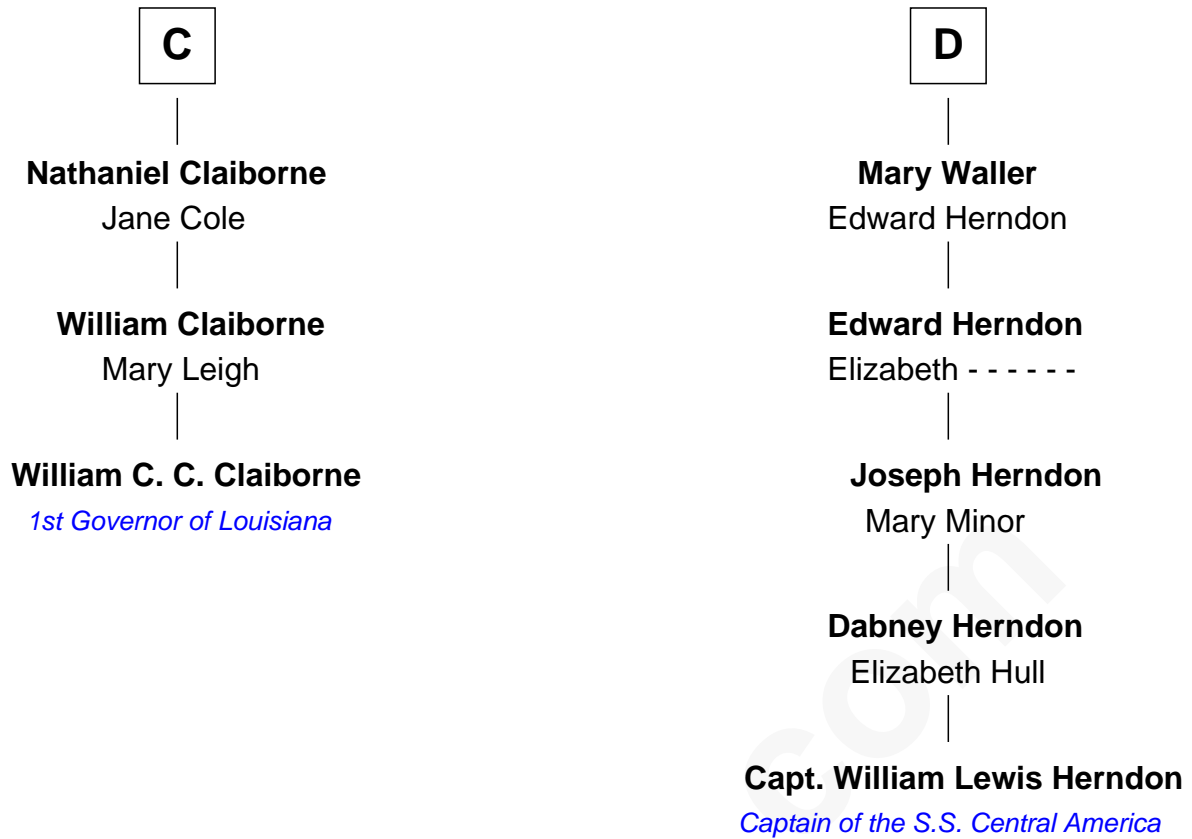 C
Nathaniel Claiborne
Jane Cole
William Claiborne
Mary Leigh
William C. C. Claiborne
1st Governor of Louisiana
D
Mary Waller
Edward Herndon
Edward Herndon
Elizabeth - - - - - -
Joseph Herndon
Mary Minor
Dabney Herndon
Elizabeth Hull
Capt. William Lewis Herndon
Captain of the S.S. Central America
com